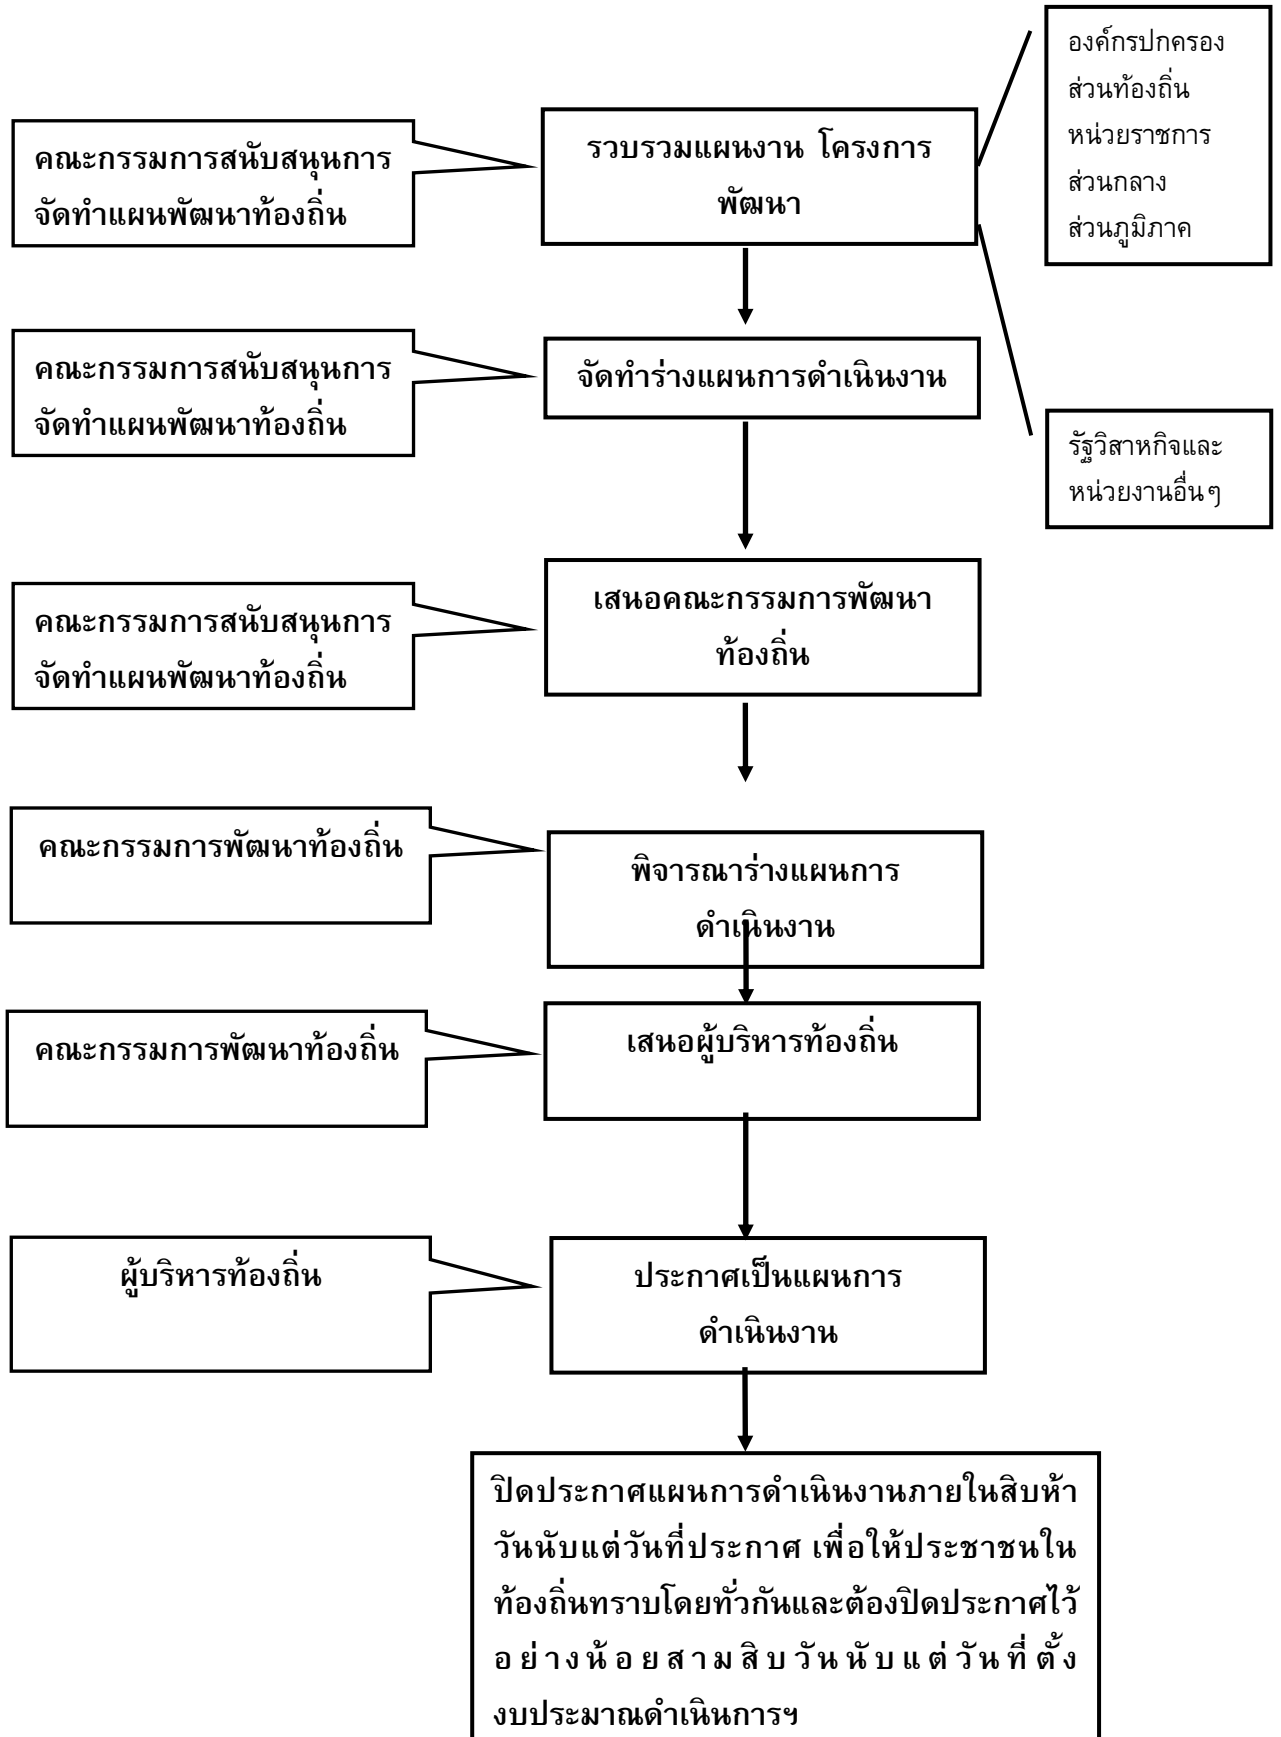 องค์กรปกครอง
ส่วนท้องถิ่น
หน่วยราชการ
ส่วนกลาง
ส่วนภูมิภาค
คณะกรรมการสนับสนุนการ
จัดทำแผนพัฒนาท้องถิ่น
รวบรวมแผนงาน โครงการ
พัฒนา
คณะกรรมการสนับสนุนการ
จัดทำแผนพัฒนาท้องถิ่น
จัดทำร่างแผนการดำเนินงาน
รัฐวิสาหกิจและ
หน่วยงานอื่นๆ
คณะกรรมการสนับสนุนการ
จัดทำแผนพัฒนาท้องถิ่น
เสนอคณะกรรมการพัฒนา
ท้องถิ่น
คณะกรรมการพัฒนาท้องถิ่น
พิจารณาร่างแผนการ
ดำเนินงาน
คณะกรรมการพัฒนาท้องถิ่น
เสนอผู้บริหารท้องถิ่น
ผู้บริหารท้องถิ่น
ประกาศเป็นแผนการ
ดำเนินงาน
ปิดประกาศแผนการดำเนินงานภายในสิบห้า
วันนับแต่วันที่ประกาศ เพื่อให้ประชาชนใน
ท้องถิ่นทราบโดยทั่วกันและต้องปิดประกาศไว้
อย่างน้อยสามสิบวันนับแต่วันที่ตั้ง
งบประมาณดำเนินการฯ